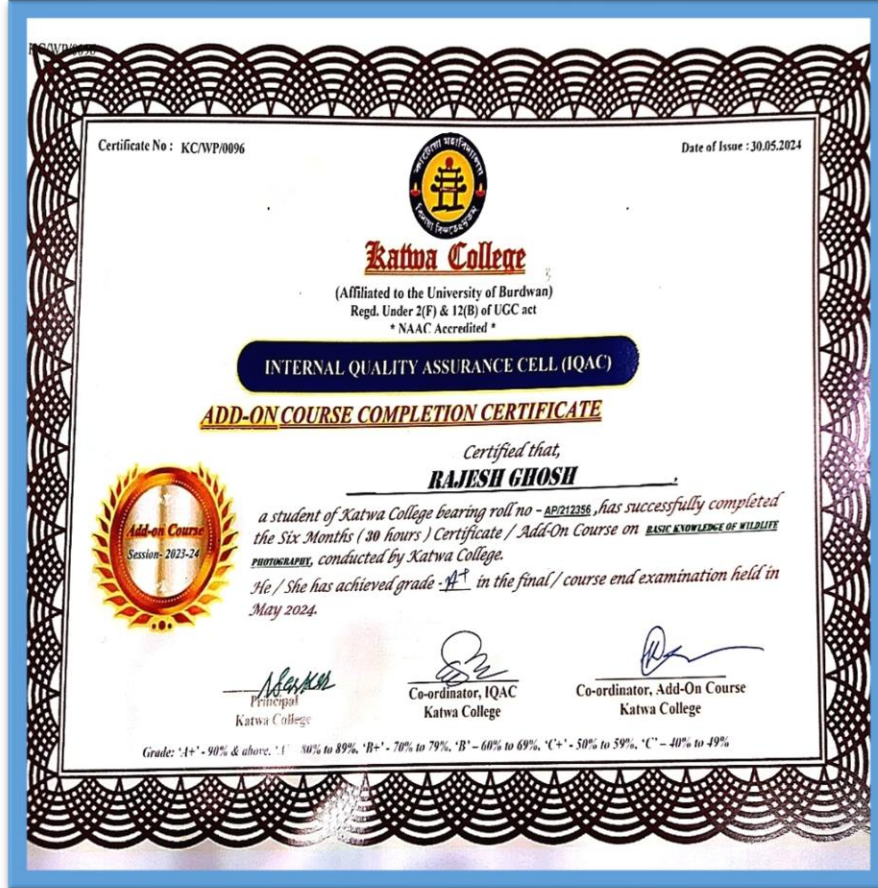 KC/WP/0096
Certificate No : KC/WP/0096
Date of Issue : 30.05.2024
কাটোয়া মহাবিদ্যালয়
Katwa College
(Affiliated to the University of Burdwan)
Regd. Under 2(F) & 12(B) of UGC act
* NAAC Accredited *
INTERNAL QUALITY ASSURANCE CELL (IQAC)
ADD-ON COURSE COMPLETION CERTIFICATE
Certified that,
RAJESH GHOSH .
a student of Katwa College bearing roll no - AP/212356 ,has successfully completed
the Six Months ( 30 hours ) Certificate / Add-On Course on BASIC KNOWLEDGE OF WILDLIFE
PHOTOGRAPHY, conducted by Katwa College.
He / She has achieved grade - A+ in the final / course end examination held in
May 2024.
Add-on Course
Session- 2023-24
Principal
Katwa College
Co-ordinator, IQAC
Katwa College
Co-ordinator, Add-On Course
Katwa College
Grade: 'A+' - 90% & above, 'A' 80% to 89%, 'B+' - 70% to 79%, 'B' – 60% to 69%, 'C+' - 50% to 59%, 'C' – 40% to 49%